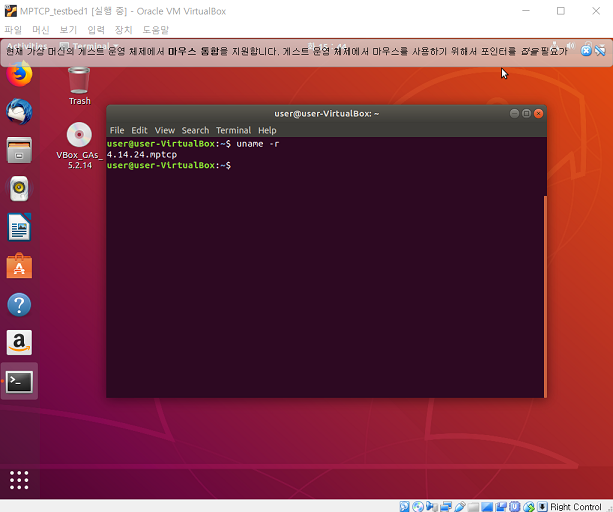 MPTCP_testbed1 [실행 중] - Oracle VM VirtualBox
파일 머신 보기 입력 장치 도움말
현재 가상 머신의 게스트 운영 체제에서 마우스 통합을 지원합니다. 게스트 운영 체제에서 마우스를 사용하기 위해서 포인터를 잡을 필요가
Trash
VBox_GAs_
5.2.14
user@user-VirtualBox: ~
File Edit View Search Terminal Help
user@user-VirtualBox:~$ uname -r
4.14.24.mptcp
user@user-VirtualBox:~$
Right Control